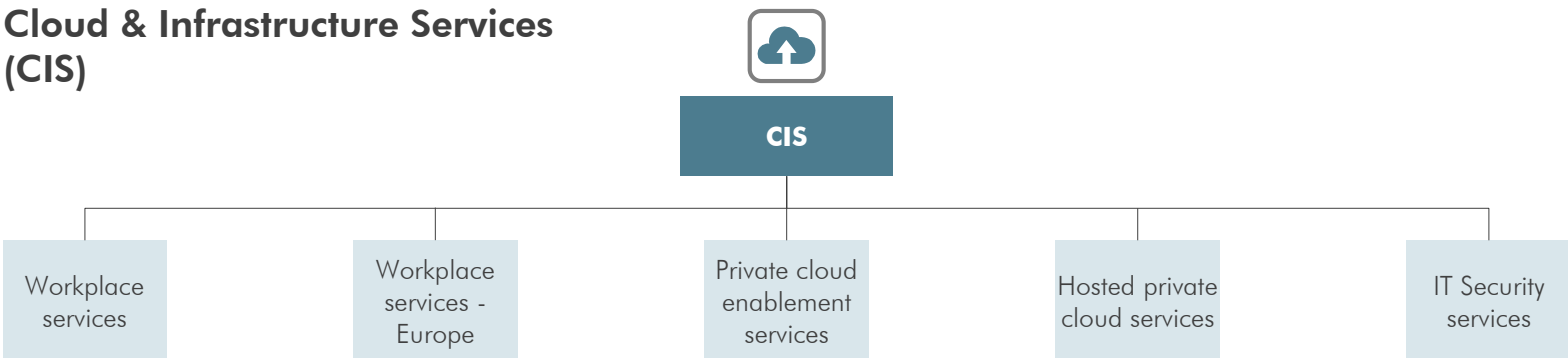 Cloud & Infrastructure Services
(CIS)
CIS
Workplace
services
Workplace
services -
Europe
Private cloud
enablement
services
Hosted private
cloud services
IT Security
services